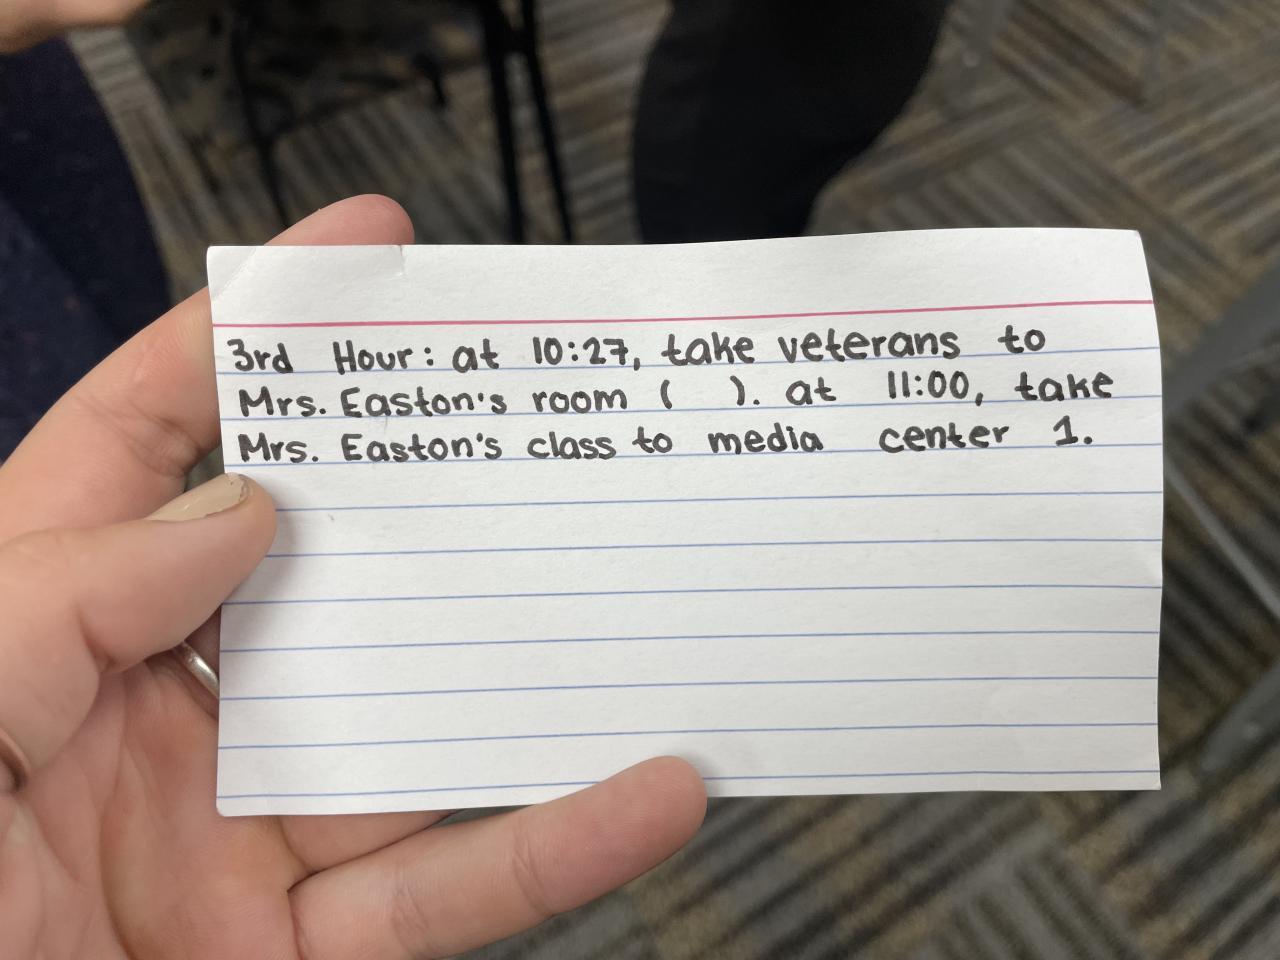 3rd Hour: at 10:27, take veterans to
Mrs. Easton's room ( ). at 11:00, take
Mrs. Easton's class to media center 1.